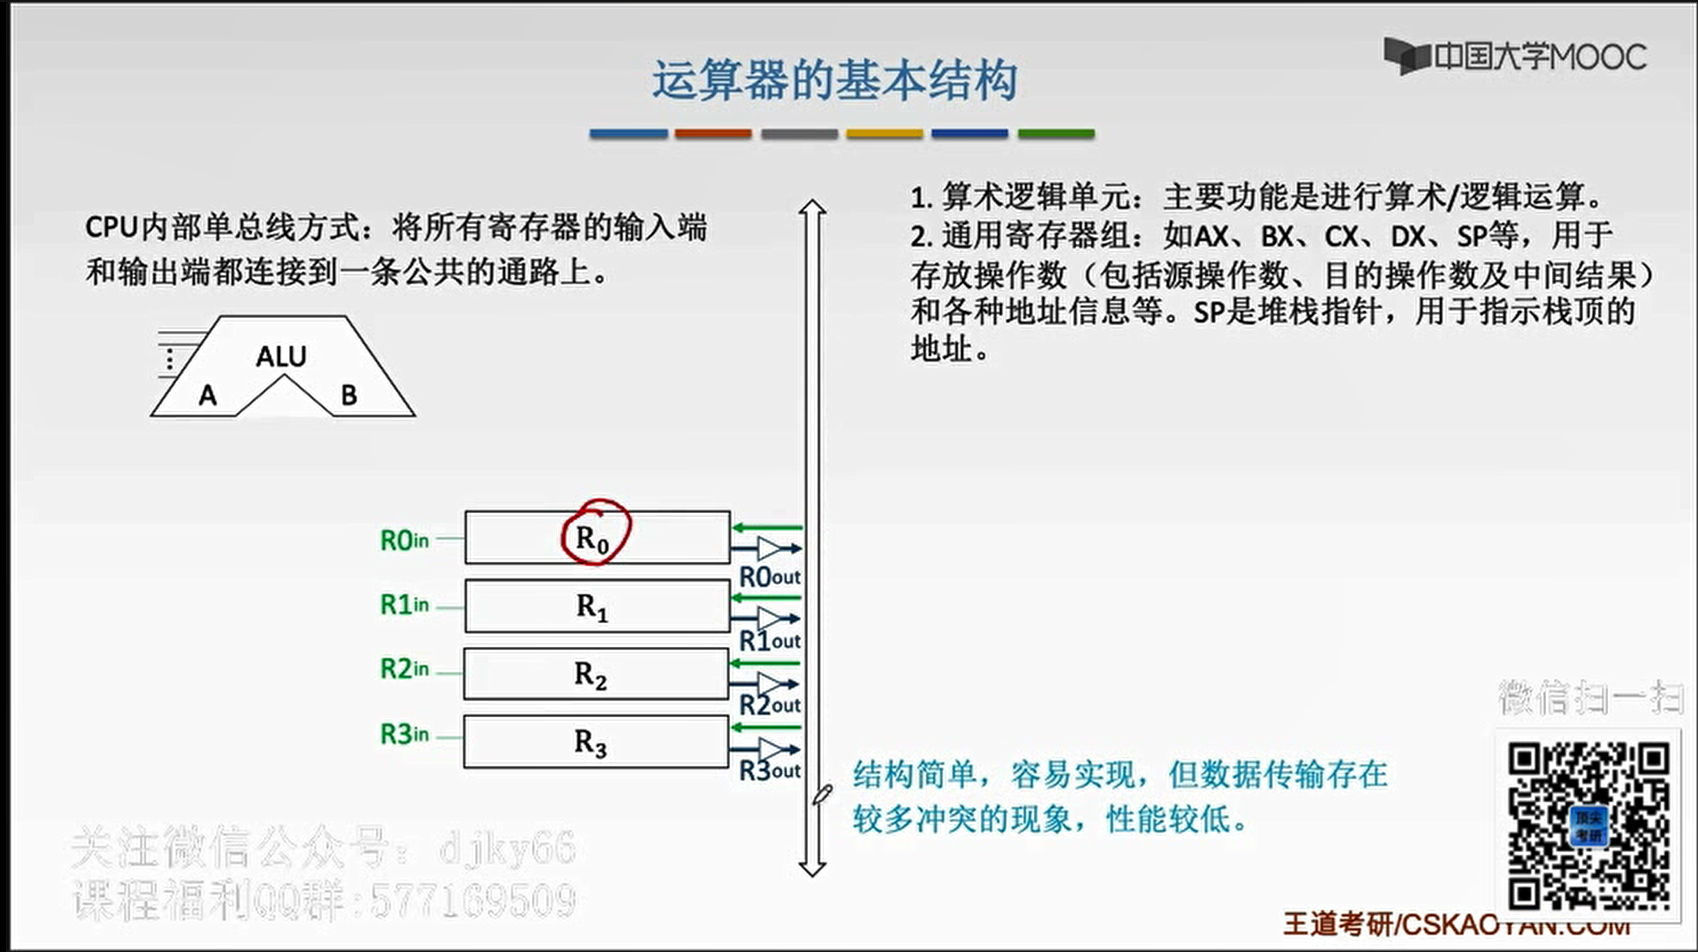 中国大学MOOC
运算器的基本结构
CPU内部单总线方式：将所有寄存器的输入端
和输出端都连接到一条公共的通路上。
ALU
A
B
1. 算术逻辑单元：主要功能是进行算术/逻辑运算。
2. 通用寄存器组：如AX、BX、CX、DX、SP等，用于
存放操作数（包括源操作数、目的操作数及中间结果）
和各种地址信息等。SP是堆栈指针，用于指示栈顶的
地址。
R0in
R0
R0out
R1in
R1
R1out
R2in
R2
R2out
R3in
R3
R3out
结构简单，容易实现，但数据传输存在
较多冲突的现象，性能较低。
微信扫一扫
顶尖
考研
关注微信公众号：djky66
课程福利QQ群:577169509
王道考研/CSKAOYAN.COM